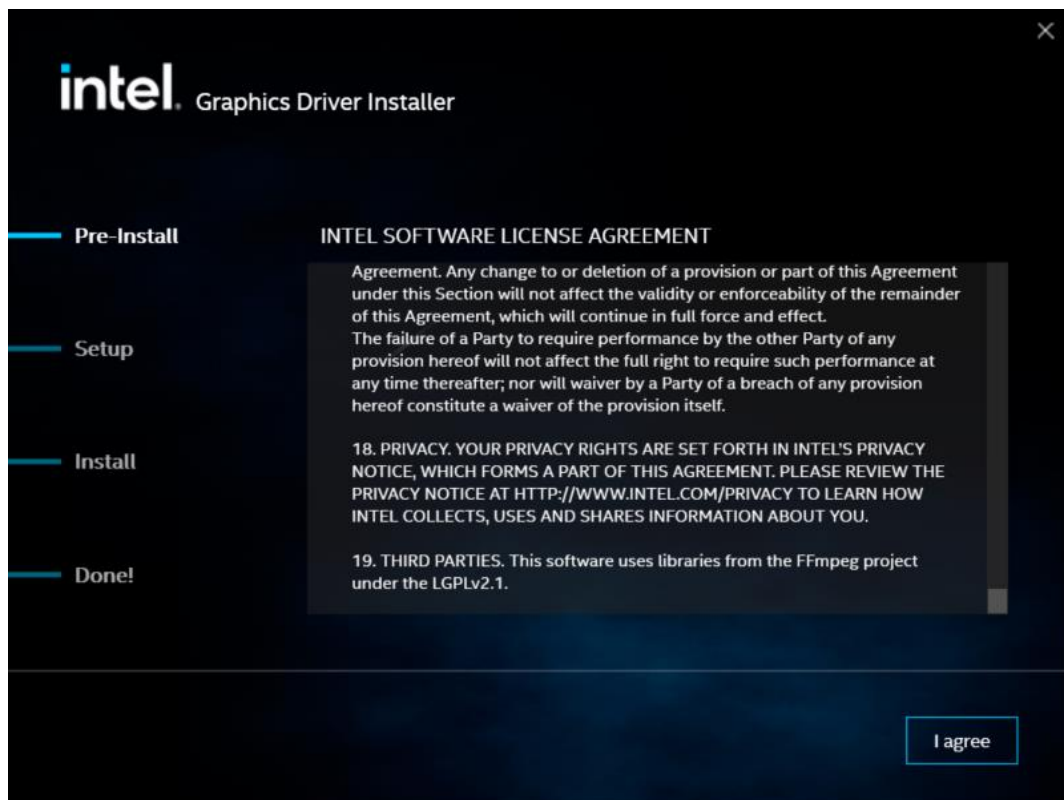 intel. Graphics Driver Installer
Pre-Install
Setup
Install
Done!
INTEL SOFTWARE LICENSE AGREEMENT
Agreement. Any change to or deletion of a provision or part of this Agreement
under this Section will not affect the validity or enforceability of the remainder
of this Agreement, which will continue in full force and effect.
The failure of a Party to require performance by the other Party of any
provision hereof will not affect the full right to require such performance at
any time thereafter; nor will waiver by a Party of a breach of any provision
hereof constitute a waiver of the provision itself.
18. PRIVACY. YOUR PRIVACY RIGHTS ARE SET FORTH IN INTEL'S PRIVACY
NOTICE, WHICH FORMS A PART OF THIS AGREEMENT. PLEASE REVIEW THE
PRIVACY NOTICE AT HTTP://WWW.INTEL.COM/PRIVACY TO LEARN HOW
INTEL COLLECTS, USES AND SHARES INFORMATION ABOUT YOU.
19. THIRD PARTIES. This software uses libraries from the FFmpeg project
under the LGPLv2.1.
I agree